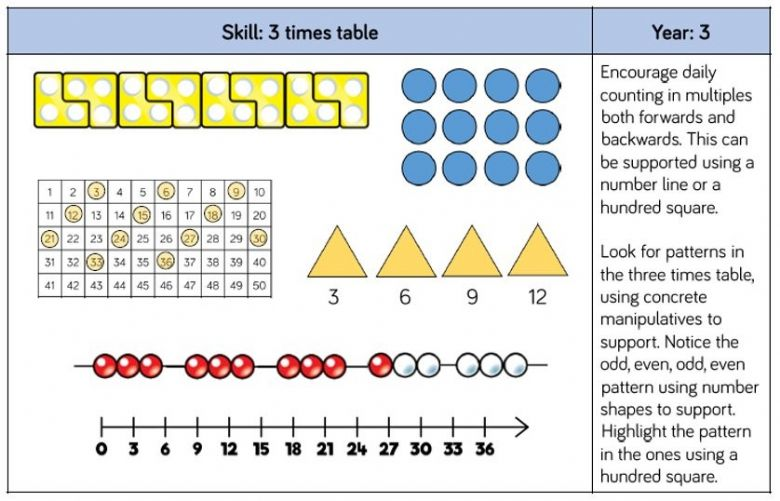 Skill: 3 times table
Year: 3
1 2 3 4 5 6 7 8 9 10
11 12 13 14 15 16 17 18 19 20
21 22 23 24 25 26 27 28 29 30
31 32 33 34 35 36 37 38 39 40
41 42 43 44 45 46 47 48 49 50
3 6 9 12
0 3 6 9 12 15 18 21 24 27 30 33 36
Encourage daily
counting in multiples
both forwards and
backwards. This can
be supported using a
number line or a
hundred square.
Look for patterns in
the three times table,
using concrete
manipulatives to
support. Notice the
odd, even, odd, even
pattern using number
shapes to support.
Highlight the pattern
in the ones using a
hundred square.